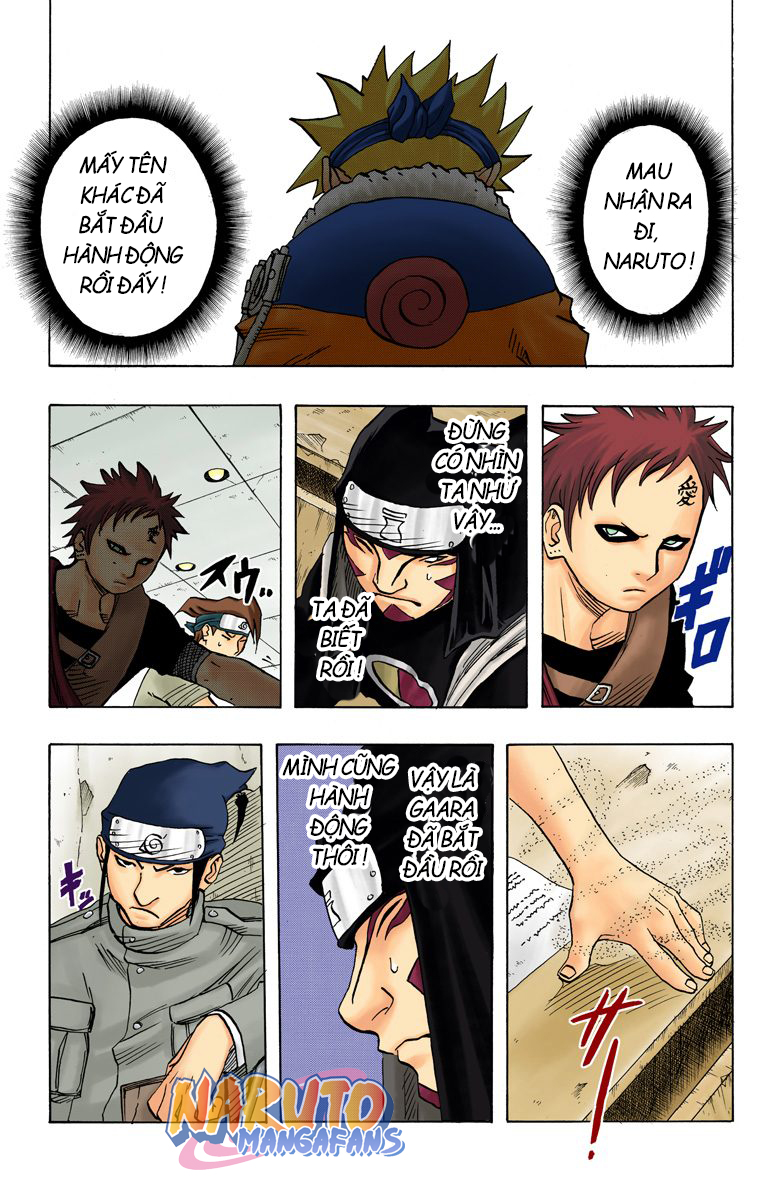 MAU
NHẬN RA
ĐI,
NARUTO !
MẤY TÊN
KHÁC ĐÃ
BẮT ĐẦU
HÀNH ĐỘNG
RỒI ĐẤY !
愛
ギロ
ĐỪNG
CÓ NHÌN
TA NHƯ
VẬY...
TA ĐÃ
BIẾT
RỒI !
愛
スウ..
サ!
VẬY LÀ
GAARA
ĐÃ BẮT
ĐẦU RỒI
MÌNH CŨNG
HÀNH
ĐỘNG
THÔI !
キッ
NARUTO
MANGAFANS